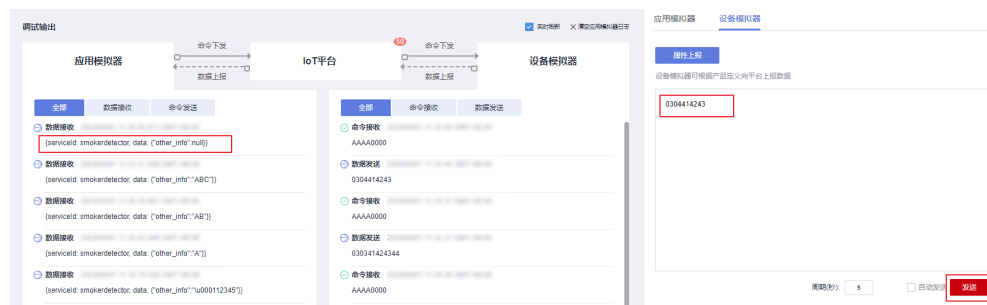 调试输出
实时刷新
清空应用模拟器日志
应用模拟器
命令下发
数据上报
IoT平台
50
命令下发
数据上报
设备模拟器
全部
数据接收
命令发送
数据接收
{serviceId: smokerdetector, data: {"other_info":null}}
数据接收
{serviceId: smokerdetector, data: {"other_info":"ABC"}}
数据接收
{serviceId: smokerdetector, data: {"other_info":"AB"}}
数据接收
{serviceId: smokerdetector, data: {"other_info":"A"}}
数据接收
{serviceId: smokerdetector, data: {"other_info":"\u000112345"}}
全部
命令接收
数据发送
命令接收
AAAA0000
数据发送
0304414243
命令接收
AAAA0000
数据发送
030341424344
命令接收
AAAA0000
应用模拟器
设备模拟器
属性上报
设备模拟器可根据产品定义向平台上报数据
0304414243
周期(秒):
5
自动发送
发送